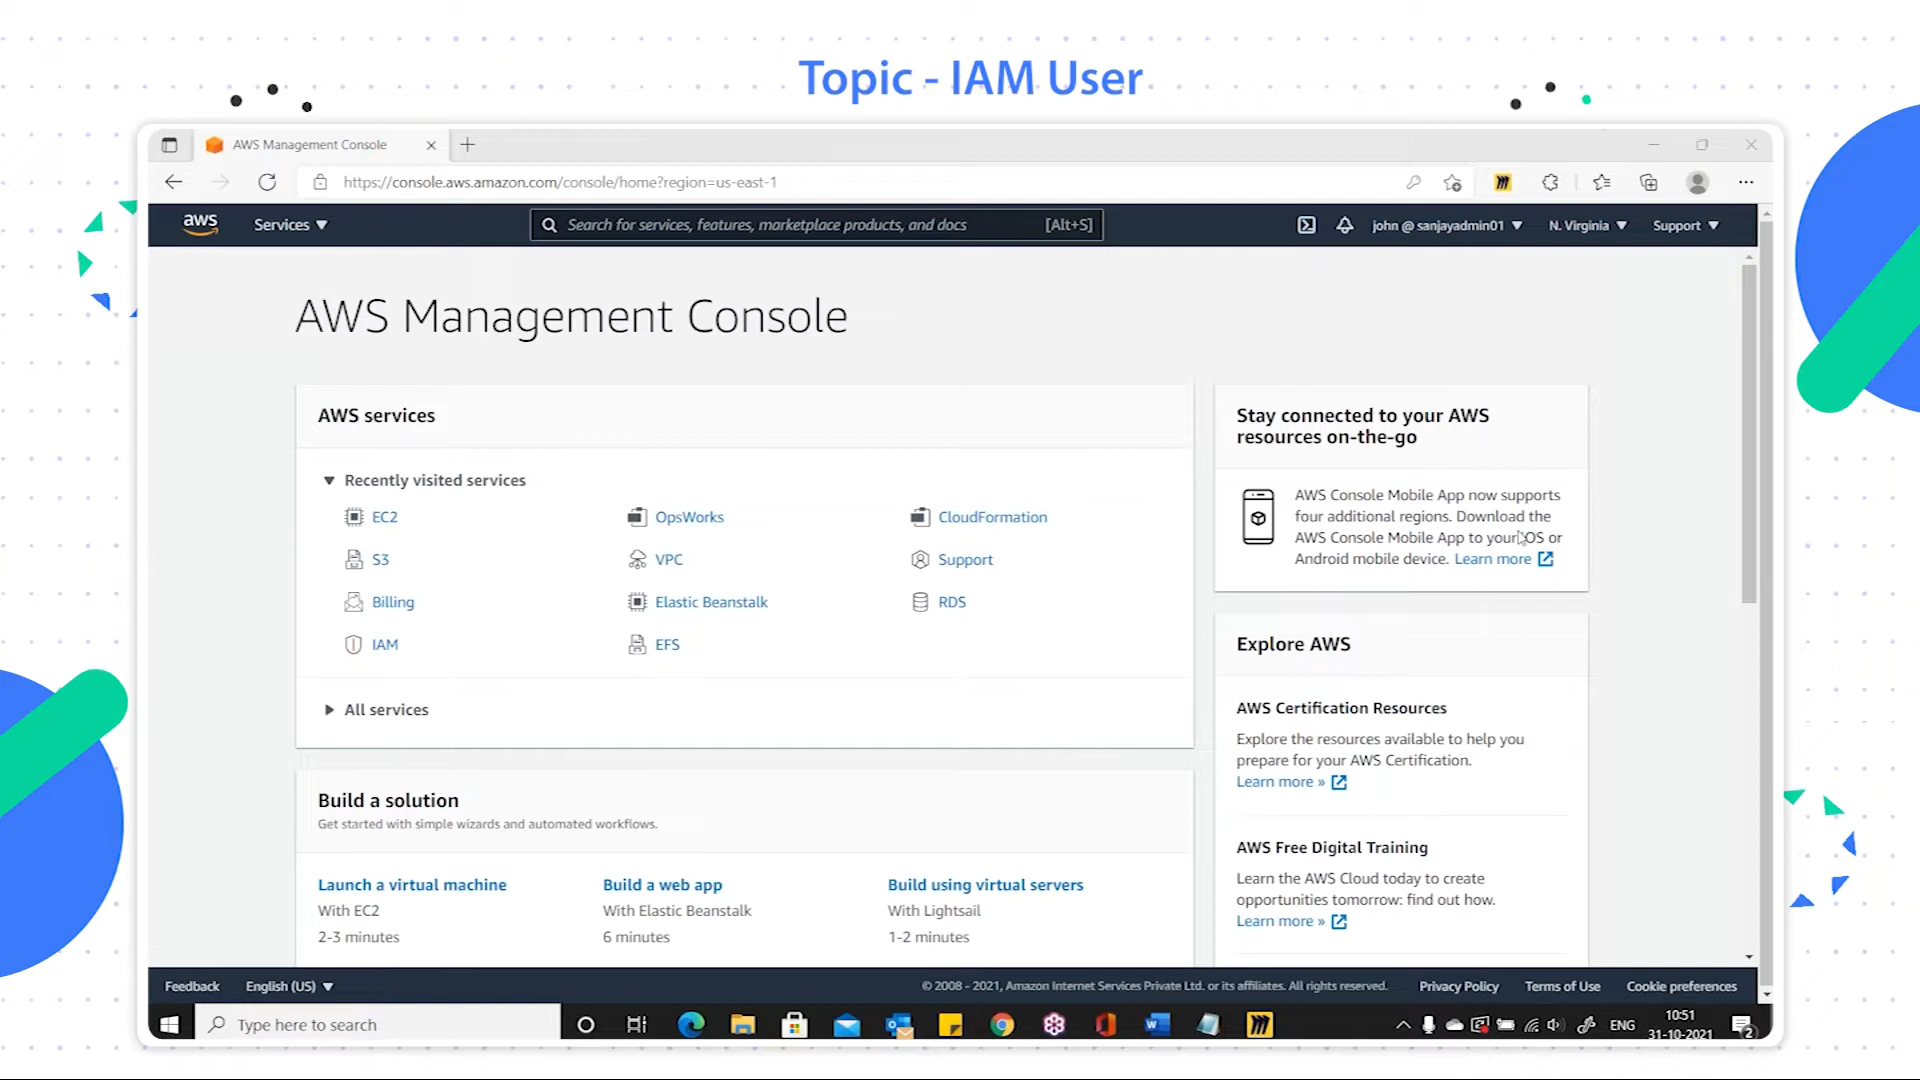 Topic - IAM User
AWS Management Console
https://console.aws.amazon.com/console/home?region=us-east-1
aws
Services
Search for services, features, marketplace products, and docs
[Alt+S]
john @ sanjayadmin01
N. Virginia
Support
AWS Management Console
AWS services
Recently visited services
EC2
OpsWorks
CloudFormation
S3
VPC
Support
Billing
Elastic Beanstalk
RDS
IAM
EFS
All services
Stay connected to your AWS
resources on-the-go
AWS Console Mobile App now supports
four additional regions. Download the
AWS Console Mobile App to your iOS or
Android mobile device. Learn more
Explore AWS
AWS Certification Resources
Explore the resources available to help you
prepare for your AWS Certification.
Learn more »
AWS Free Digital Training
Learn the AWS Cloud today to create
opportunities tomorrow: find out how.
Learn more »
Build a solution
Get started with simple wizards and automated workflows.
Launch a virtual machine
With EC2
2-3 minutes
Build a web app
With Elastic Beanstalk
6 minutes
Build using virtual servers
With Lightsail
1-2 minutes
Feedback
English (US)
© 2008 - 2021, Amazon Internet Services Private Ltd. or its affiliates. All rights reserved.
Privacy Policy
Terms of Use
Cookie preferences
Type here to search
ENG
10:51
31-10-2021
2